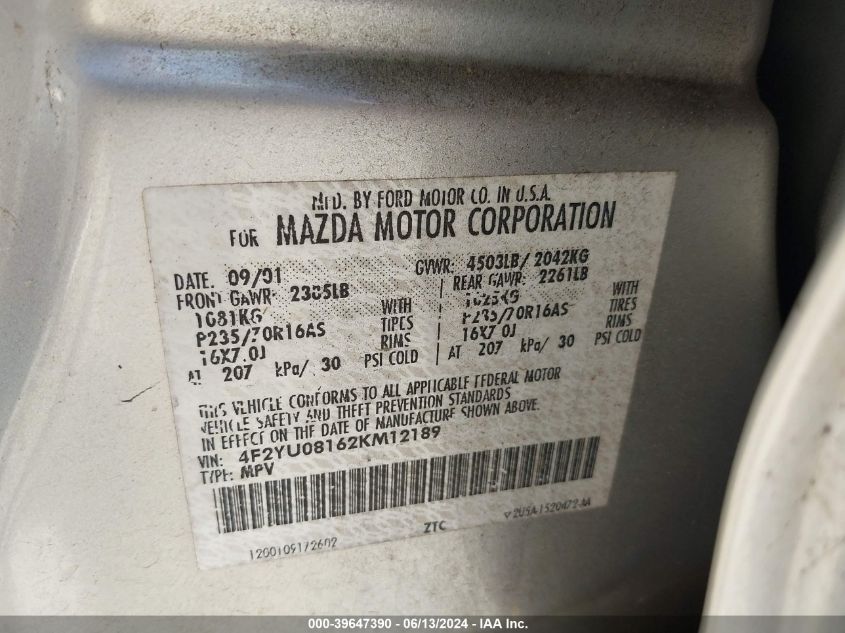 MFD. BY FORD MOTOR CO. IN U.S.A.
FOR MAZDA MOTOR CORPORATION
DATE: 09/01 GVWR: 4503LB/ 2042KG
FRONT GAWR: 2385LB REAR GAWR: 2261LB
1081KG WITH 1025KG WITH
P235/70R16AS TIRES P235/70R16AS TIRES
16X7.0J RIMS 16X7.0J RIMS
AT 207 kPa/ 30 PSI COLD AT 207 kPa/ 30 PSI COLD
THIS VEHICLE CONFORMS TO ALL APPLICABLE FEDERAL MOTOR
VEHICLE SAFETY AND THEFT PREVENTION STANDARDS
IN EFFECT ON THE DATE OF MANUFACTURE SHOWN ABOVE.
VIN: 4F2YU08162KM12189
TYPE: MPV
1200109172602 ZTC
000-39647390 - 06/13/2024 - IAAI Inc.